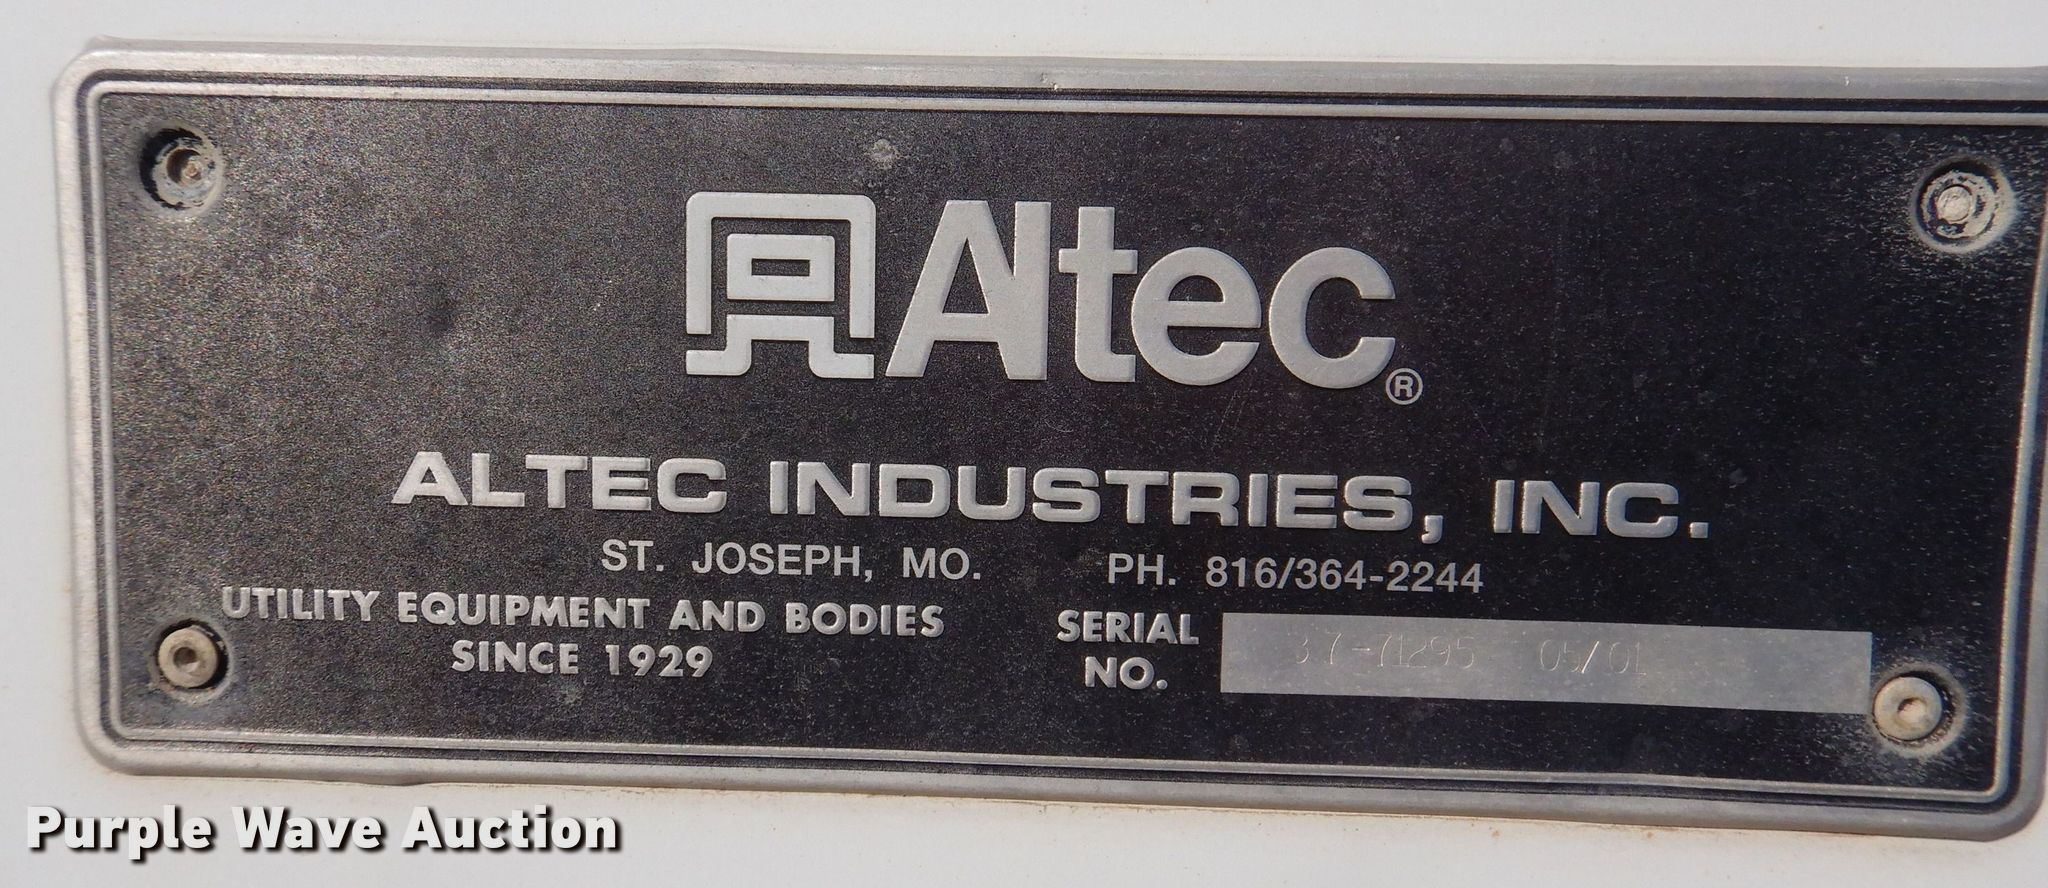 Altec®
ALTEC INDUSTRIES, INC.
ST. JOSEPH, MO. PH. 816/364-2244
UTILITY EQUIPMENT AND BODIES
SINCE 1929
SERIAL NO. 37-71295 05/01
Purple Wave Auction